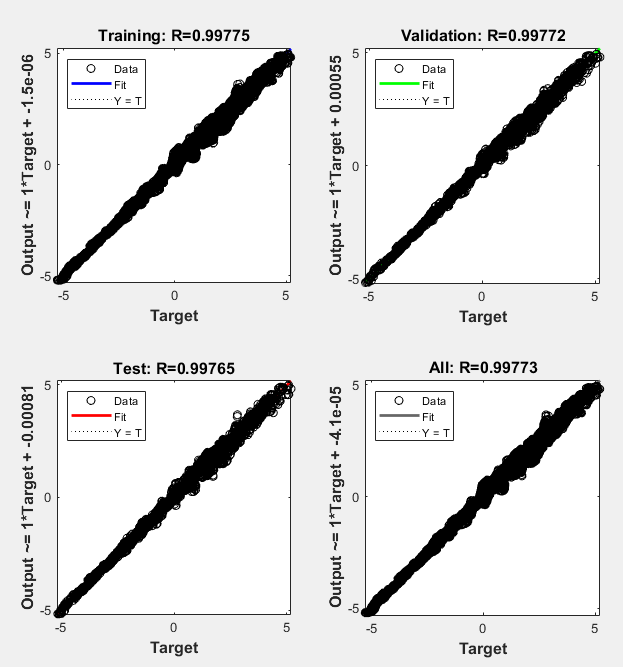 Training: R=0.99775
Output ~= 1*Target + -1.5e-06
5
0
-5
Data
Fit
Y = T
-5 0 5
Target
Validation: R=0.99772
Output ~= 1*Target + 0.00055
5
0
-5
Data
Fit
Y = T
-5 0 5
Target
Test: R=0.99765
Output ~= 1*Target + -0.00081
5
0
-5
Data
Fit
Y = T
-5 0 5
Target
All: R=0.99773
Output ~= 1*Target + -4.1e-05
5
0
-5
Data
Fit
Y = T
-5 0 5
Target